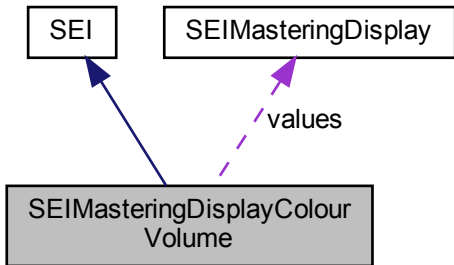 SEI
SEIMasteringDisplay
values
SEIMasteringDisplayColour
Volume